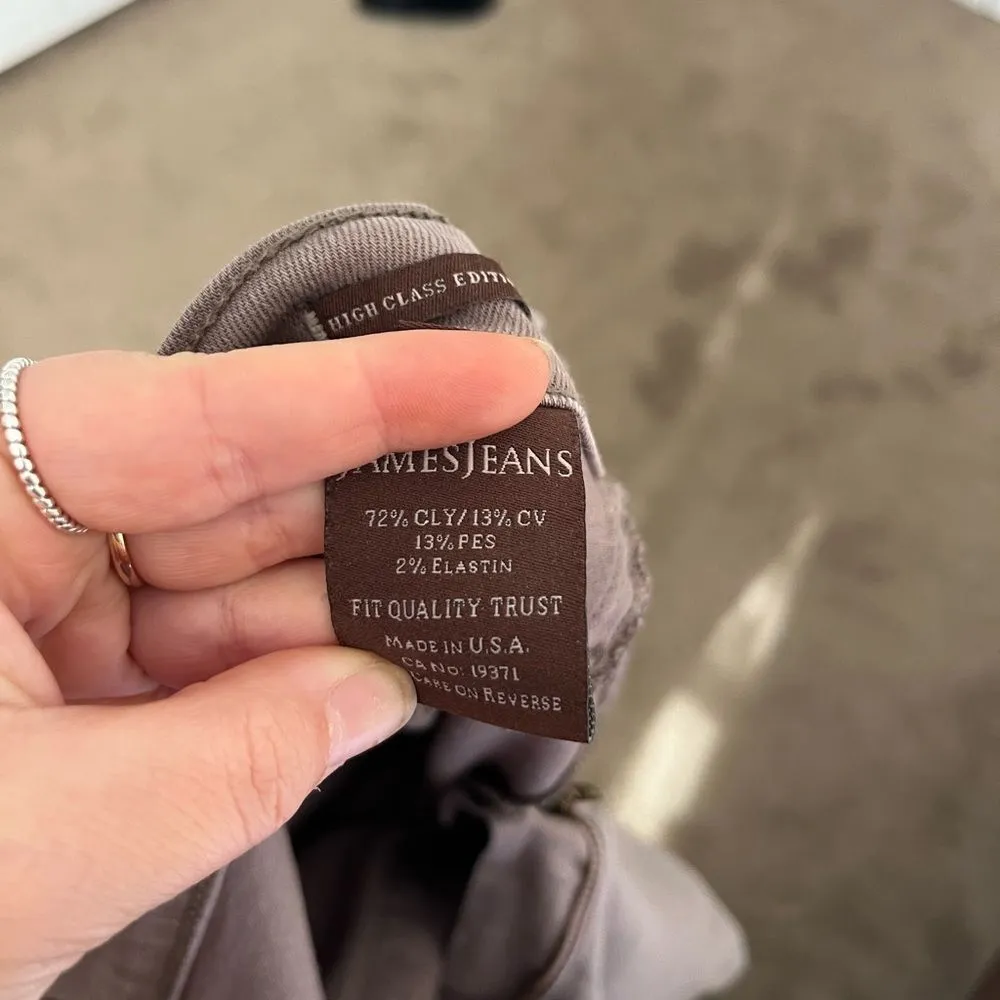 HIGH CLASS
JAMESJEANS
72% CLY/13% CV
13% PES
2% ELASTIN
FIT QUALITY TRUST
MADE IN U.S.A.
CA NO: 19371
CARE ON REVERSE